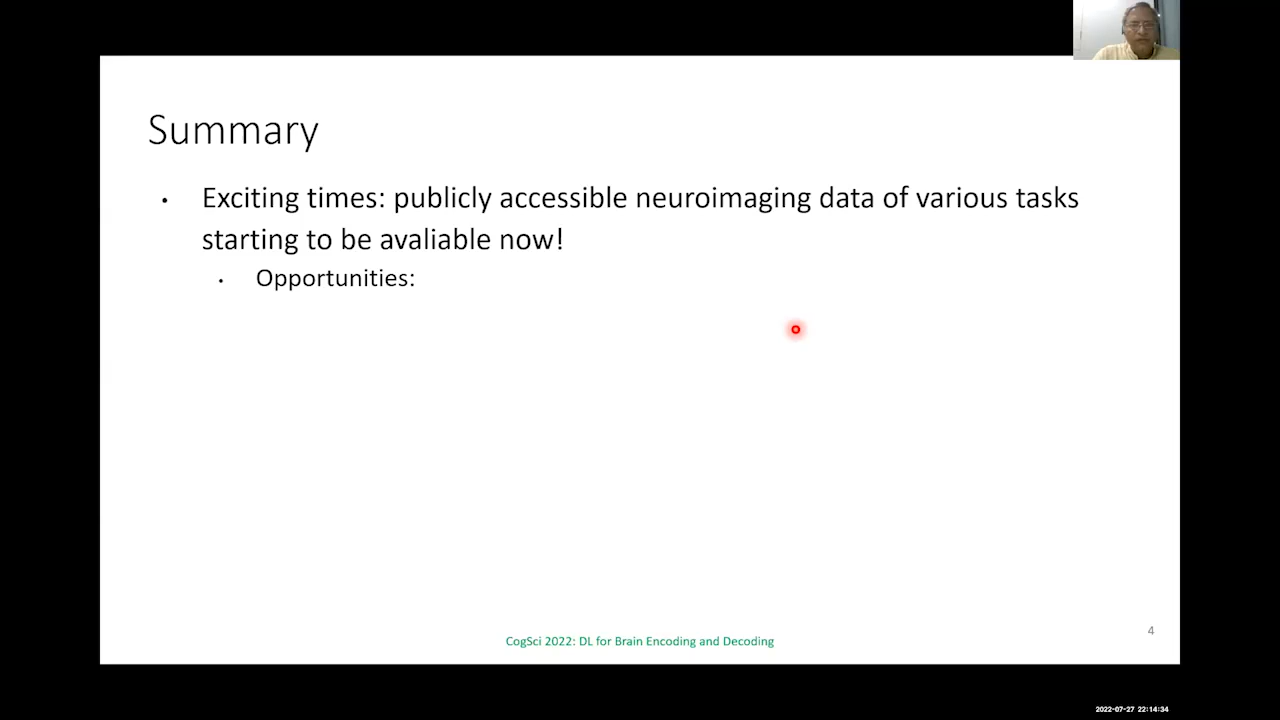 Summary
• Exciting times: publicly accessible neuroimaging data of various tasks
starting to be avaliable now!
• Opportunities:
CogSci 2022: DL for Brain Encoding and Decoding
4
2022-07-27 22:14:34